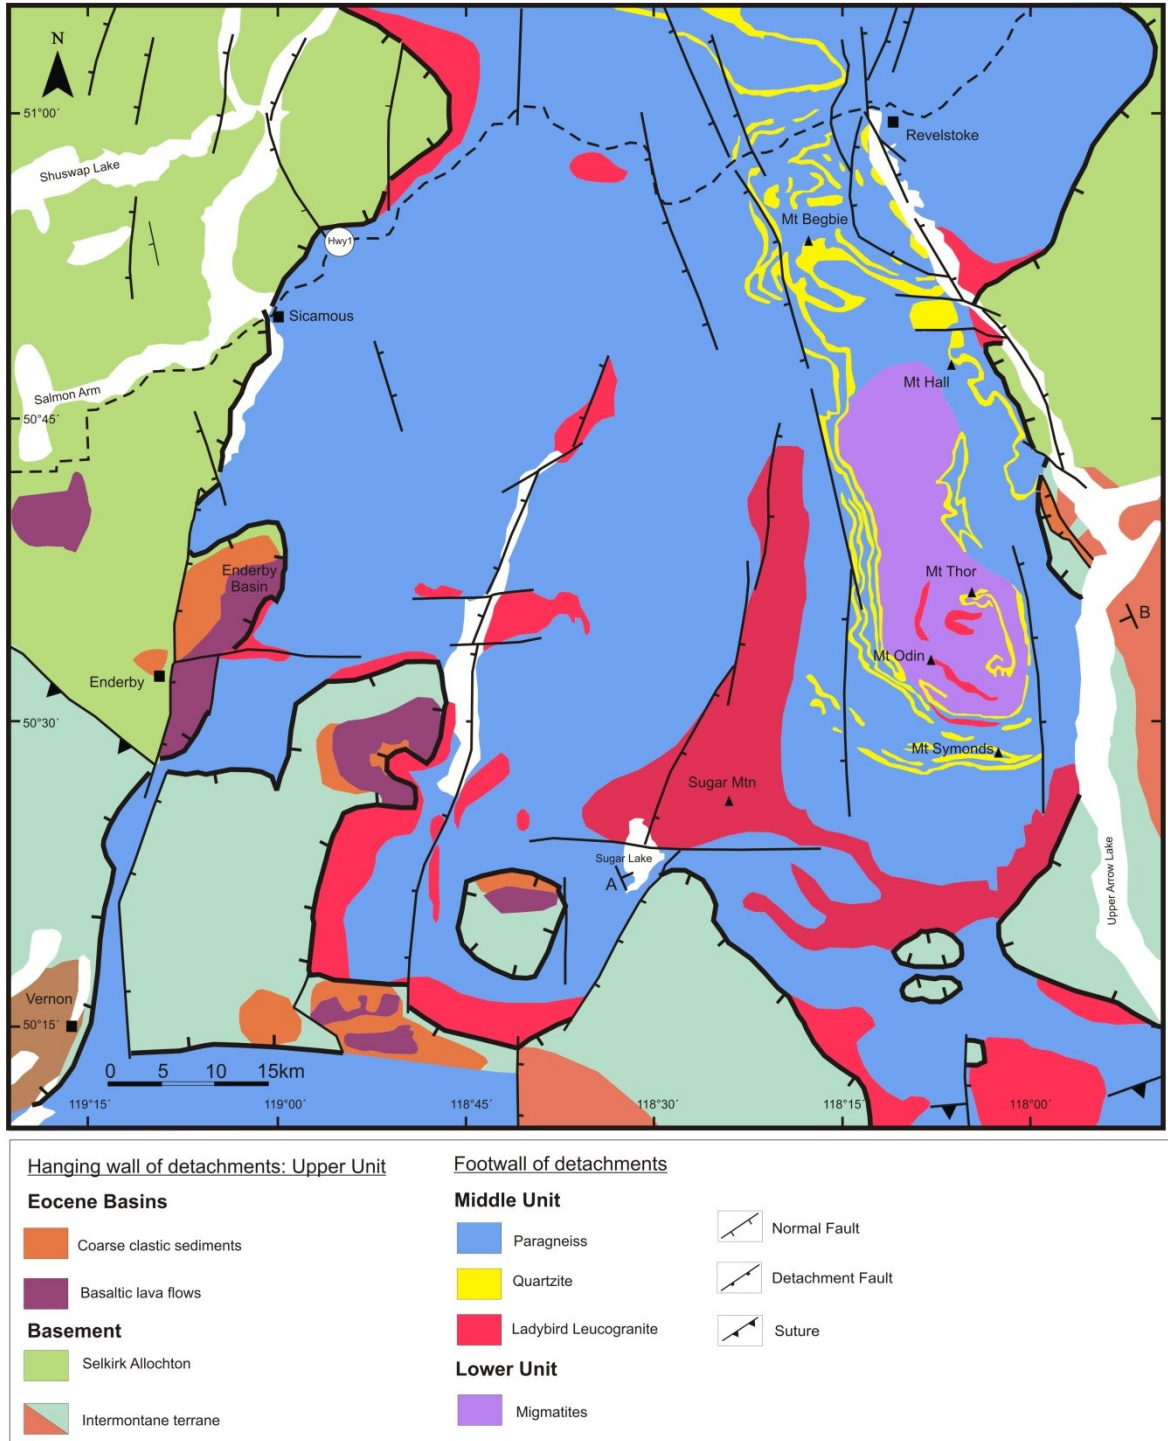 N
51°00´
Shuswap Lake
Revelstoke
Mt Begbie
Hwy1
Sicamous
Mt Hall
Salmon Arm
50°45´
Enderby
Basin
Mt Thor
B
Mt Odin
Enderby
50°30´
Mt Symonds
Sugar Mtn
Sugar Lake
A
Upper Arrow Lake
Vernon
50°15´
0 5 10 15km
119°15´ 119°00´ 118°45´ 118°30´ 118°15´ 118°00´
Hanging wall of detachments: Upper Unit
Eocene Basins
Coarse clastic sediments
Basaltic lava flows
Basement
Selkirk Allochton
Intermontane terrane
Footwall of detachments
Middle Unit
Paragneiss
Quartzite
Ladybird Leucogranite
Lower Unit
Migmatites
Normal Fault
Detachment Fault
Suture